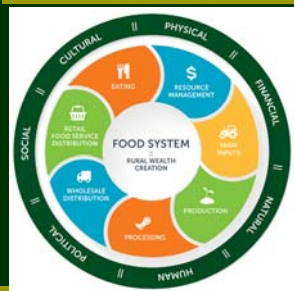 PHYSICAL
FINANCIAL
NATURAL
HUMAN
POLITICAL
SOCIAL
CULTURAL
EATING
RESOURCE
MANAGEMENT
FARM
INPUTS
PRODUCTION
PROCESSING
WHOLESALE
DISTRIBUTION
RETAIL
FOOD SERVICE
DISTRIBUTION
FOOD SYSTEM
RURAL WEALTH
CREATION